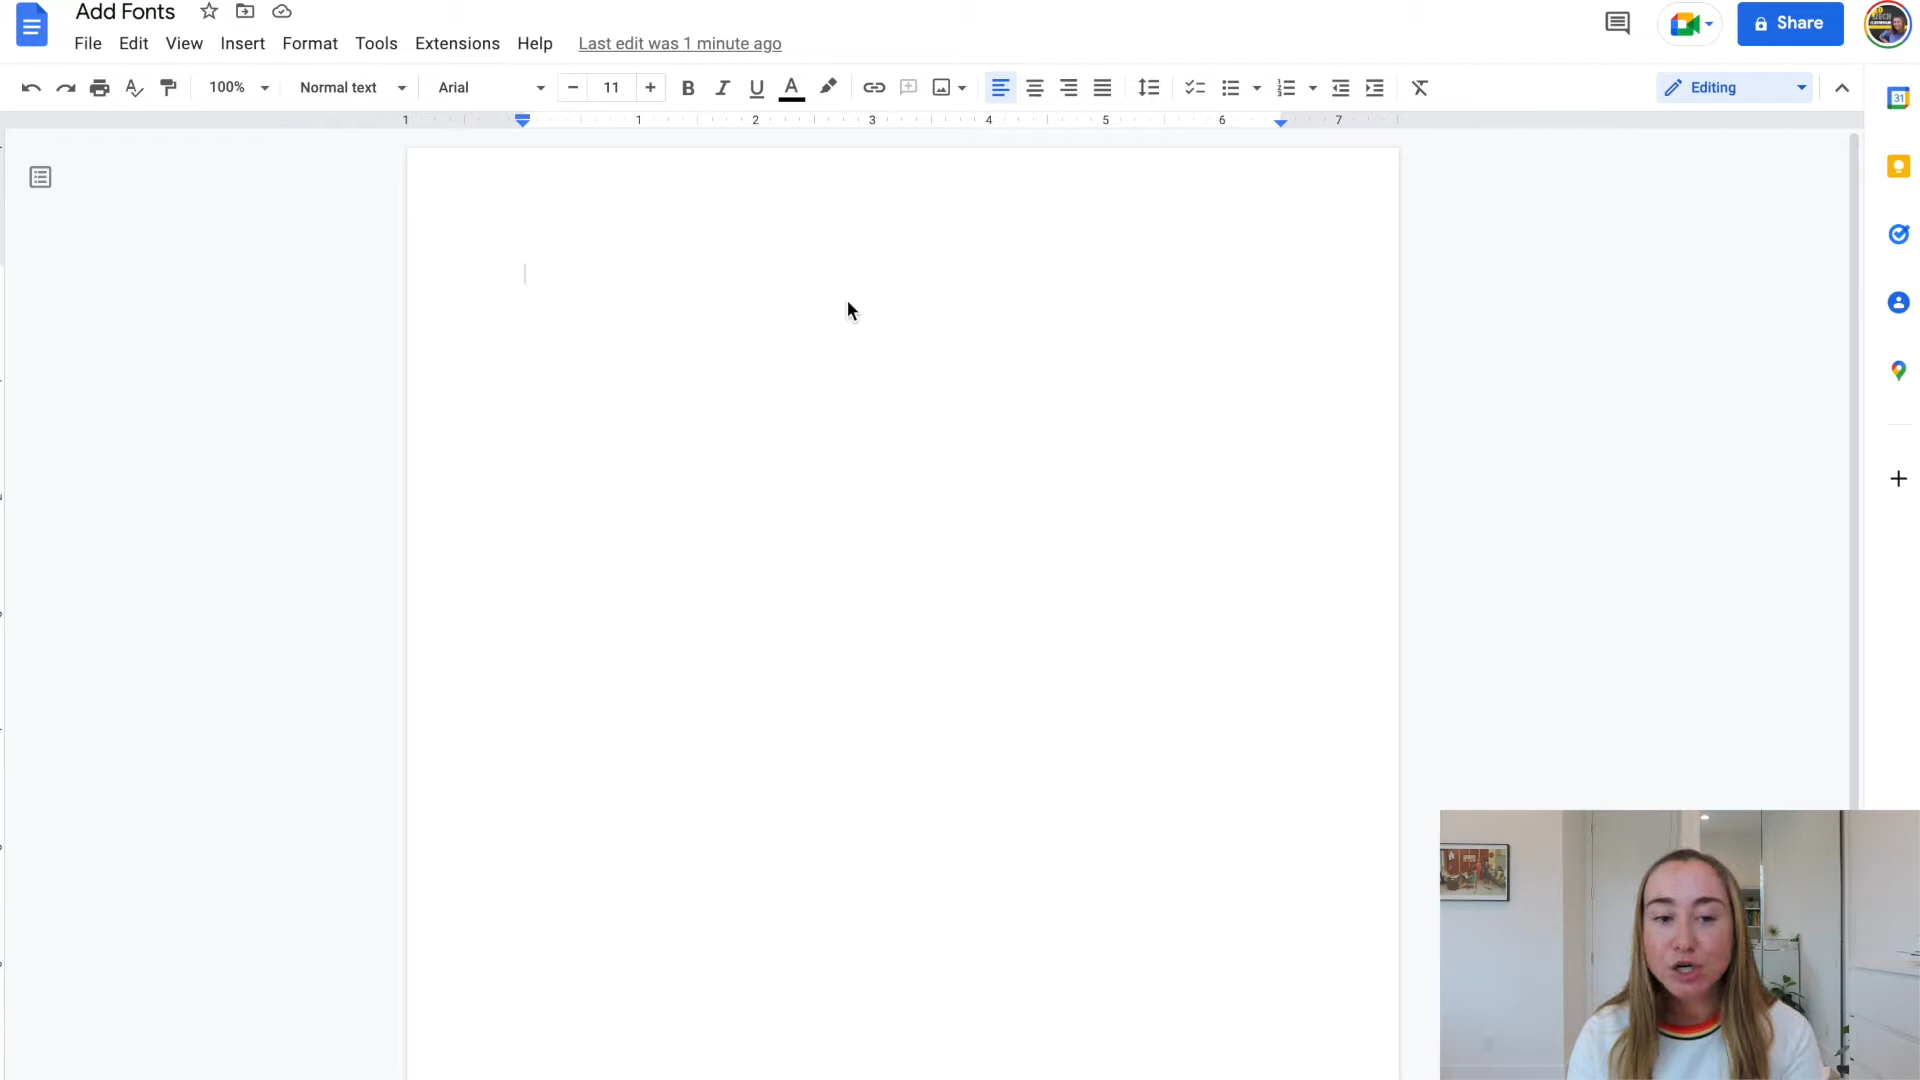 Add Fonts
File Edit View Insert Format Tools Extensions Help Last edit was 1 minute ago
Share
100% Normal text Arial 11 Editing
31
1 1 2 3 4 5 6 7